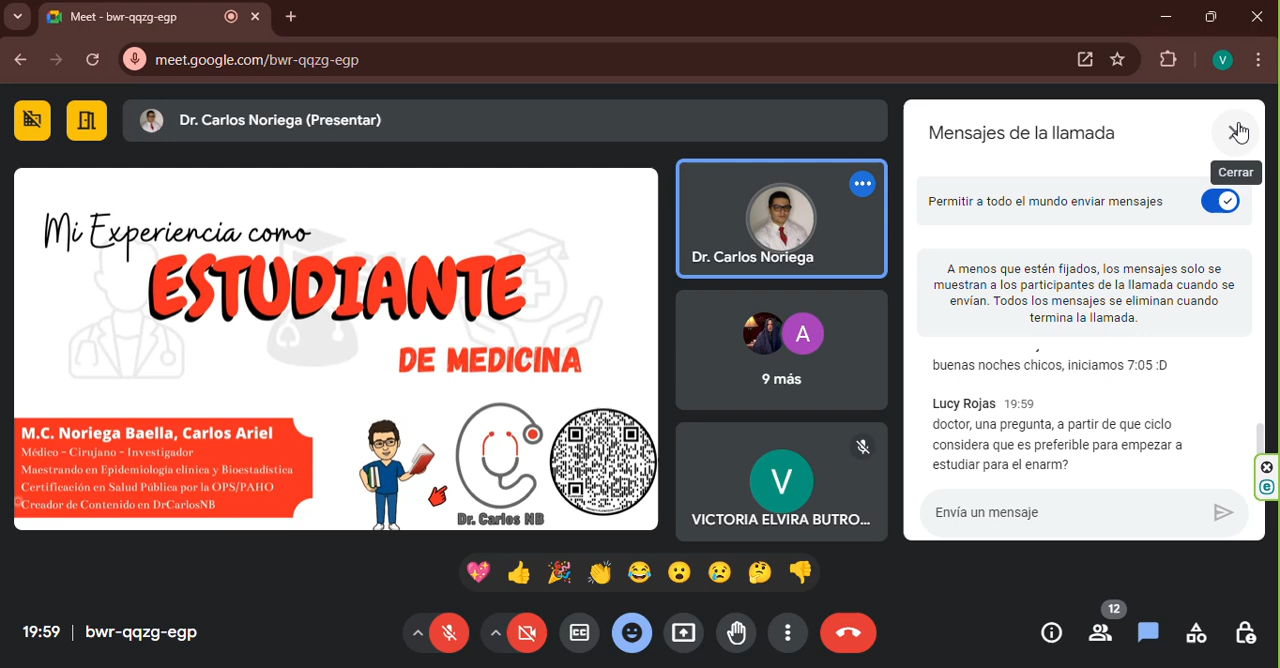 Meet - bwr-qqzg-egp
meet.google.com/bwr-qqzg-egp
V
Dr. Carlos Noriega (Presentar)
Mi Experiencia como
ESTUDIANTE
DE MEDICINA
M.C. Noriega Baella, Carlos Ariel
Médico - Cirujano - Investigador
Maestrando en Epidemiología clínica y Bioestadística
Certificación en Salud Pública por la OPS/PAHO
Creador de Contenido en DrCarlosNB
Dr. Carlos NB
Dr. Carlos Noriega
A
9 más
V
VICTORIA ELVIRA BUTRO...
Mensajes de la llamada
Cerrar
Permitir a todo el mundo enviar mensajes
A menos que estén fijados, los mensajes solo se
muestran a los participantes de la llamada cuando se
envían. Todos los mensajes se eliminan cuando
termina la llamada.
buenas noches chicos, iniciamos 7:05 :D
Lucy Rojas 19:59
doctor, una pregunta, a partir de que ciclo
considera que es preferible para empezar a
estudiar para el enarm?
Envía un mensaje
19:59 | bwr-qqzg-egp
12